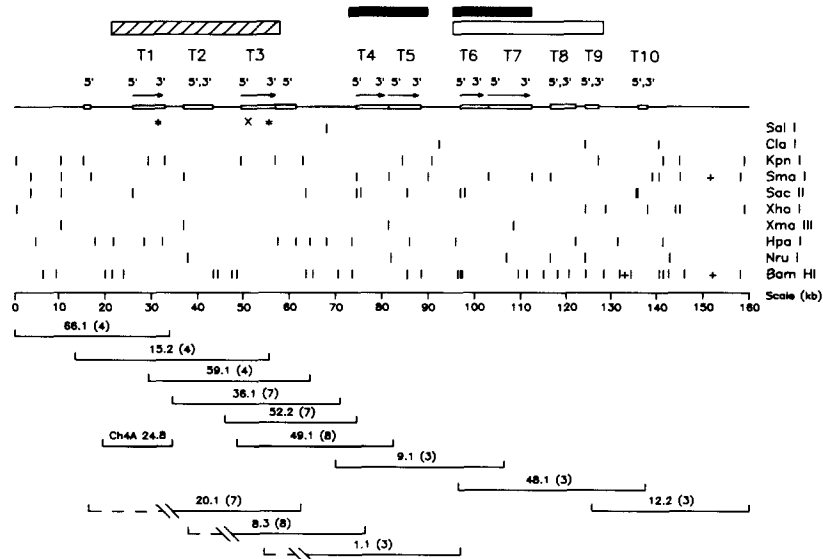 T1 T2 T3 T4 T5 T6 T7 T8 T9 T10
5' 5' 3' 5',3' 5' 3' 5' 5' 3' 5' 3' 5' 3' 5' 3' 5',3' 5',3' 5',3'
* X *
Sal I
Cla I
Kpn I
+ Sma I
Sac II
Xho I
Xma III
Hpa I
Nru I
+ + Bam HI
0 10 20 30 40 50 60 70 80 90 100 110 120 130 140 150 160 Scale (kb)
66.1 (4)
15.2 (4)
59.1 (4)
36.1 (7)
52.2 (7)
Ch4A 24.8 49.1 (8)
9.1 (3)
48.1 (3)
20.1 (7) 12.2 (3)
8.3 (8)
1.1 (3)